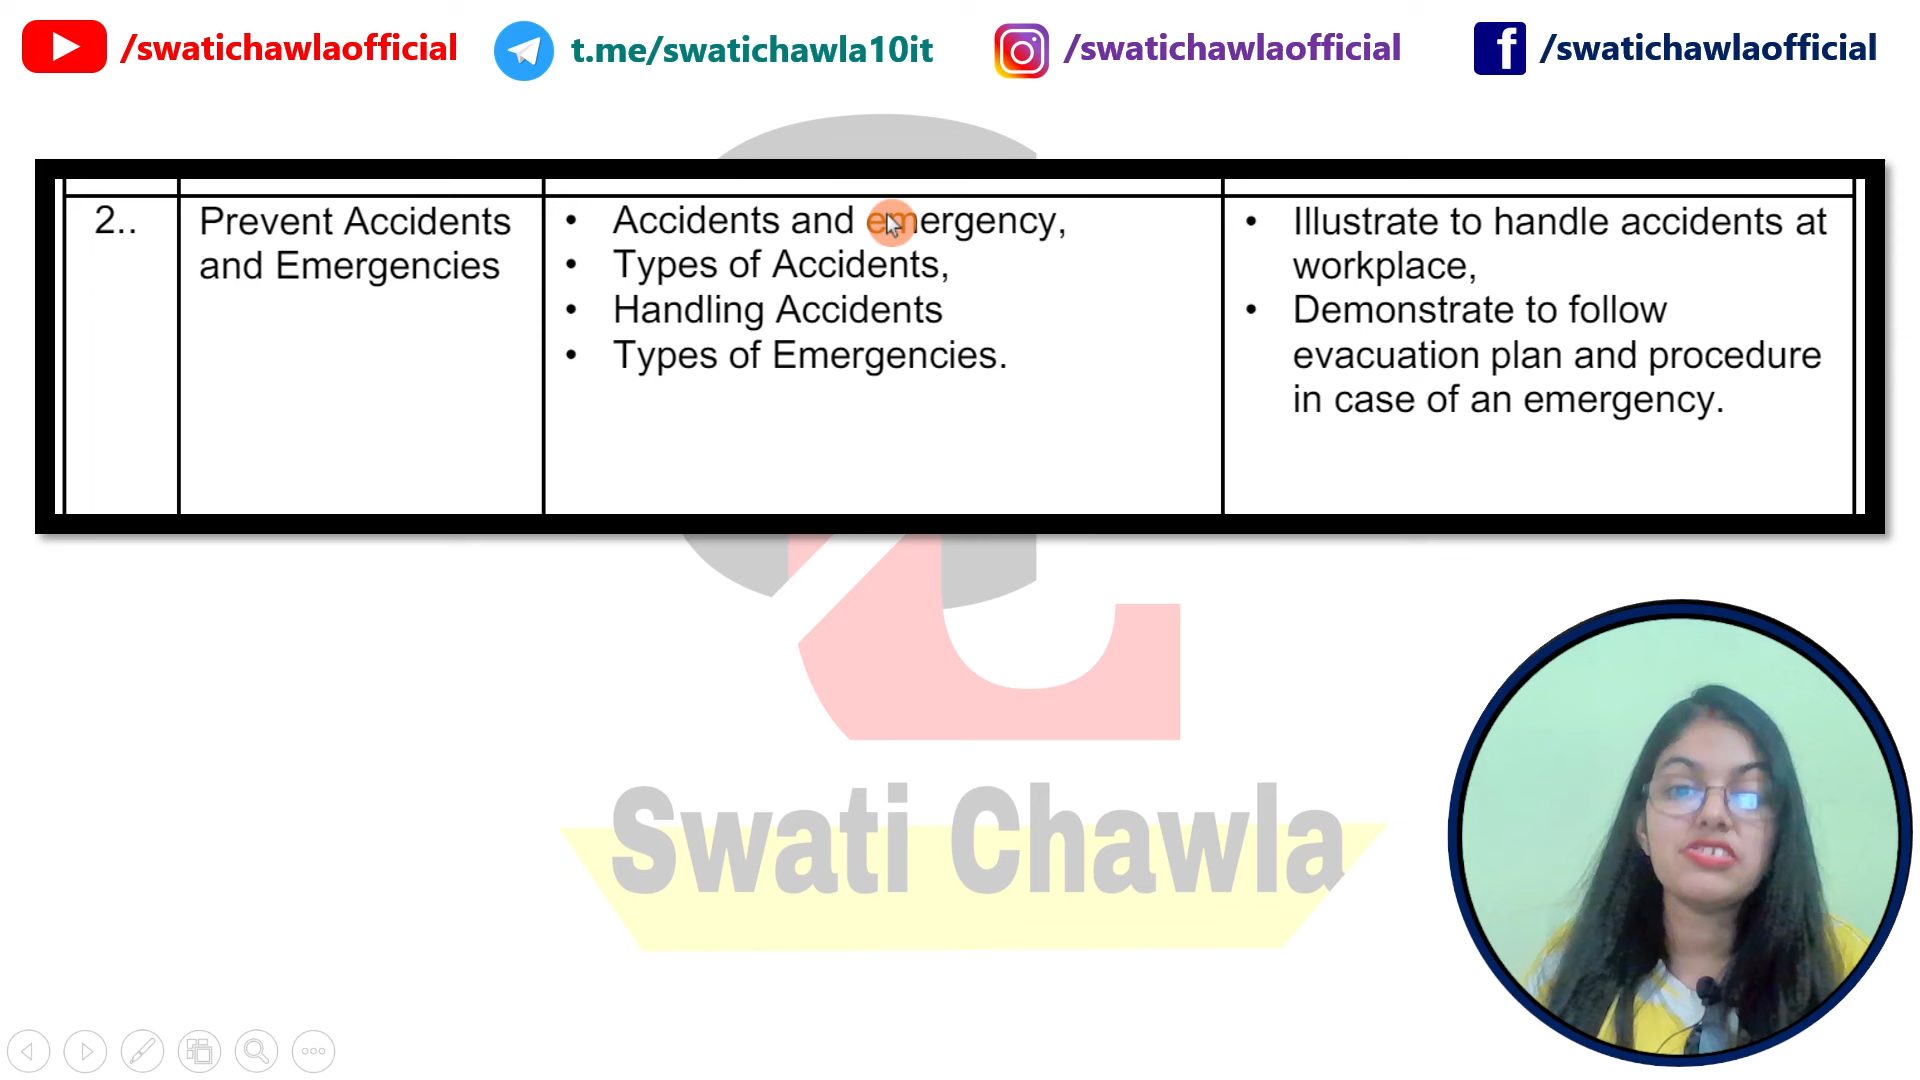 /swatichawlaofficial t.me/swatichawla10it /swatichawlaofficial /swatichawlaofficial
2..
Prevent Accidents
and Emergencies
• Accidents and emergency,
• Types of Accidents,
• Handling Accidents
• Types of Emergencies.
• Illustrate to handle accidents at
workplace,
• Demonstrate to follow
evacuation plan and procedure
in case of an emergency.
Swati Chawla